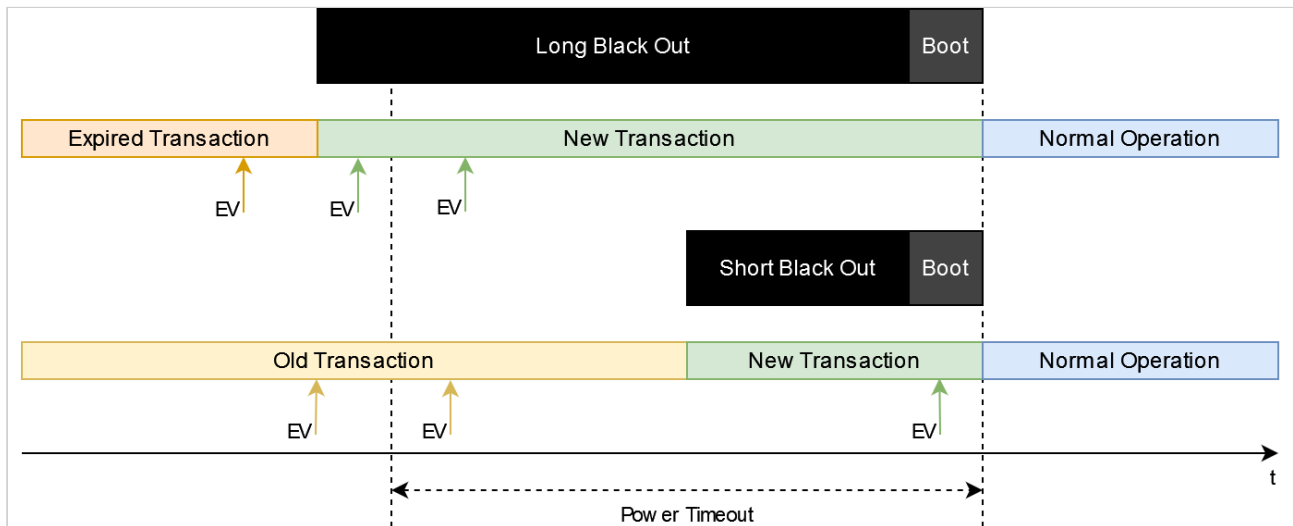 Long Black Out
Boot
Expired Transaction
New Transaction
Normal Operation
EV
EV
EV
Short Black Out
Boot
Old Transaction
New Transaction
Normal Operation
EV
EV
EV
t
Power Timeout